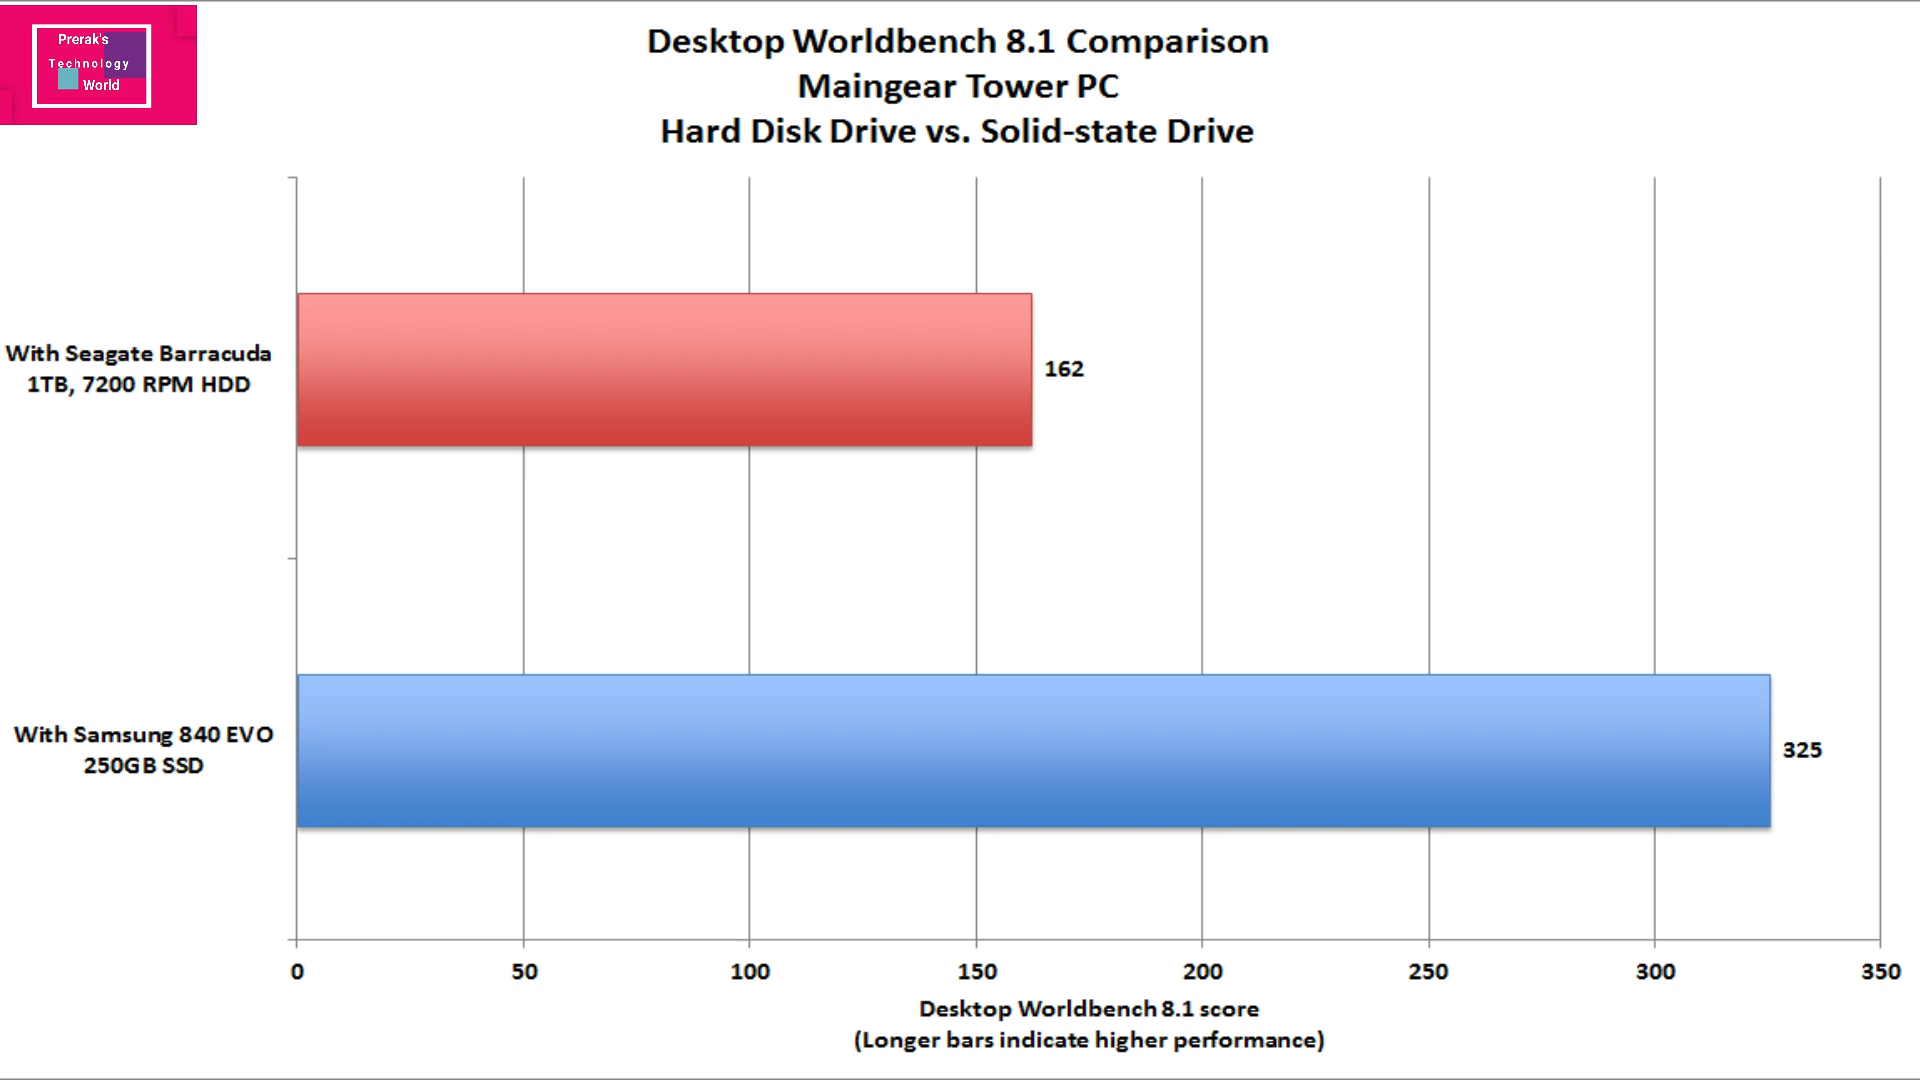 Prerak's
Technology
World
Desktop Worldbench 8.1 Comparison
Maingear Tower PC
Hard Disk Drive vs. Solid-state Drive
With Seagate Barracuda
1TB, 7200 RPM HDD
162
With Samsung 840 EVO
250GB SSD
325
0 50 100 150 200 250 300 350
Desktop Worldbench 8.1 score
(Longer bars indicate higher performance)